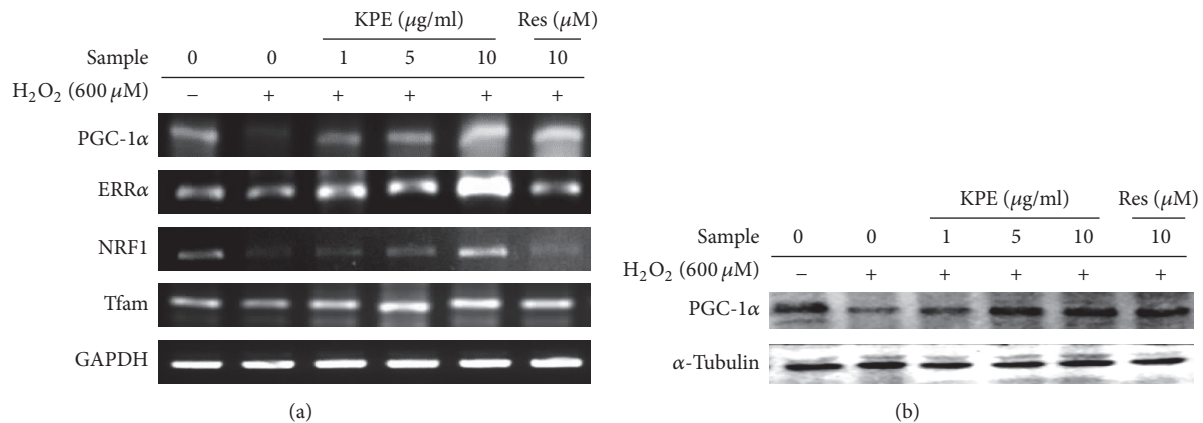 KPE (μg/ml) Res (μM)
Sample 0 0 1 5 10 10
H₂O₂ (600 μM) − + + + + +
PGC-1α
ERRα
NRF1
Tfam
GAPDH
(a)
KPE (μg/ml) Res (μM)
Sample 0 0 1 5 10 10
H₂O₂ (600 μM) − + + + + +
PGC-1α
α-Tubulin
(b)